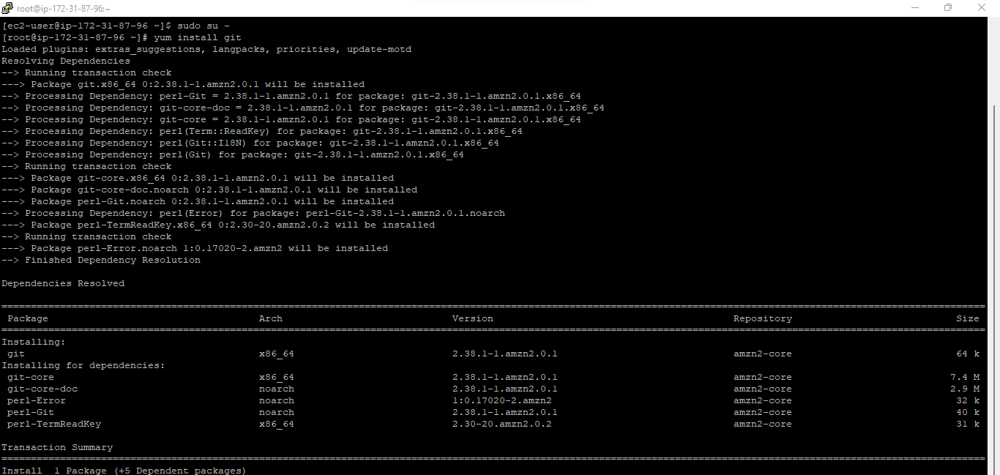 root@ip-172-31-87-96:~
[ec2-user@ip-172-31-87-96 ~]$ sudo su -
[root@ip-172-31-87-96 ~]# yum install git
Loaded plugins: extras_suggestions, langpacks, priorities, update-motd
Resolving Dependencies
--> Running transaction check
---> Package git.x86_64 0:2.38.1-1.amzn2.0.1 will be installed
--> Processing Dependency: perl-Git = 2.38.1-1.amzn2.0.1 for package: git-2.38.1-1.amzn2.0.1.x86_64
--> Processing Dependency: git-core-doc = 2.38.1-1.amzn2.0.1 for package: git-2.38.1-1.amzn2.0.1.x86_64
--> Processing Dependency: git-core = 2.38.1-1.amzn2.0.1 for package: git-2.38.1-1.amzn2.0.1.x86_64
--> Processing Dependency: perl(Term::ReadKey) for package: git-2.38.1-1.amzn2.0.1.x86_64
--> Processing Dependency: perl(Git::I18N) for package: git-2.38.1-1.amzn2.0.1.x86_64
--> Processing Dependency: perl(Git) for package: git-2.38.1-1.amzn2.0.1.x86_64
--> Running transaction check
---> Package git-core.x86_64 0:2.38.1-1.amzn2.0.1 will be installed
---> Package git-core-doc.noarch 0:2.38.1-1.amzn2.0.1 will be installed
---> Package perl-Git.noarch 0:2.38.1-1.amzn2.0.1 will be installed
--> Processing Dependency: perl(Error) for package: perl-Git-2.38.1-1.amzn2.0.1.noarch
---> Package perl-TermReadKey.x86_64 0:2.30-20.amzn2.0.2 will be installed
--> Running transaction check
---> Package perl-Error.noarch 1:0.17020-2.amzn2 will be installed
--> Finished Dependency Resolution
Dependencies Resolved
Package Arch Version Repository Size
Installing:
git x86_64 2.38.1-1.amzn2.0.1 amzn2-core 64 k
Installing for dependencies:
git-core x86_64 2.38.1-1.amzn2.0.1 amzn2-core 7.4 M
git-core-doc noarch 2.38.1-1.amzn2.0.1 amzn2-core 2.9 M
perl-Error noarch 1:0.17020-2.amzn2 amzn2-core 32 k
perl-Git noarch 2.38.1-1.amzn2.0.1 amzn2-core 40 k
perl-TermReadKey x86_64 2.30-20.amzn2.0.2 amzn2-core 31 k
Transaction Summary
Install 1 Package (+5 Dependent packages)